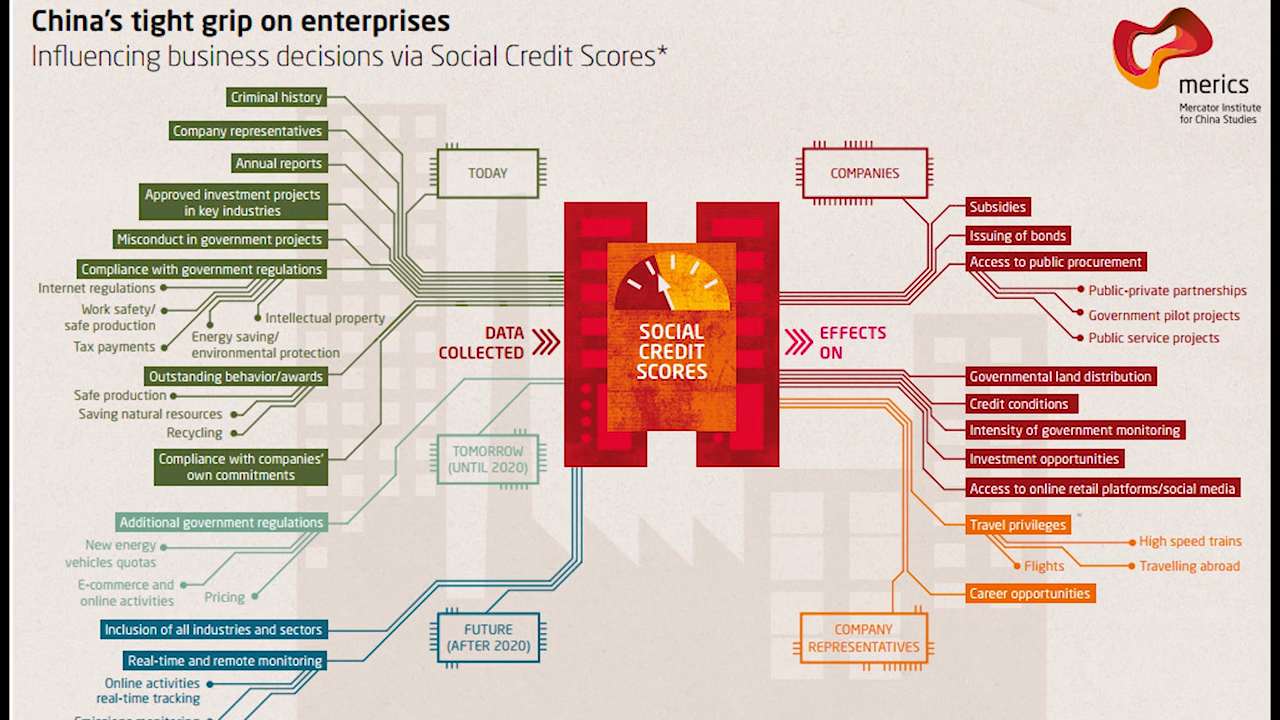 China's tight grip on enterprises
Influencing business decisions via Social Credit Scores*
merics
Mercator Institute
for China Studies
Criminal history
Company representatives
Annual reports
Approved investment projects
in key industries
Misconduct in government projects
Compliance with government regulations
Internet regulations
Work safety/
safe production
Tax payments
Energy saving/
environmental protection
Intellectual property
Outstanding behavior/awards
Safe production
Saving natural resources
Recycling
Compliance with companies'
own commitments
Additional government regulations
New energy
vehicles quotas
E-commerce and
online activities
Pricing
Inclusion of all industries and sectors
Real-time and remote monitoring
Online activities
real-time tracking
Emissions monitoring
TODAY
TOMORROW
(UNTIL 2020)
FUTURE
(AFTER 2020)
DATA
COLLECTED
SOCIAL
CREDIT
SCORES
EFFECTS
ON
COMPANIES
Subsidies
Issuing of bonds
Access to public procurement
Public-private partnerships
Government pilot projects
Public service projects
Governmental land distribution
Credit conditions
Intensity of government monitoring
Investment opportunities
Access to online retail platforms/social media
Travel privileges
High speed trains
Flights
Travelling abroad
Career opportunities
COMPANY
REPRESENTATIVES